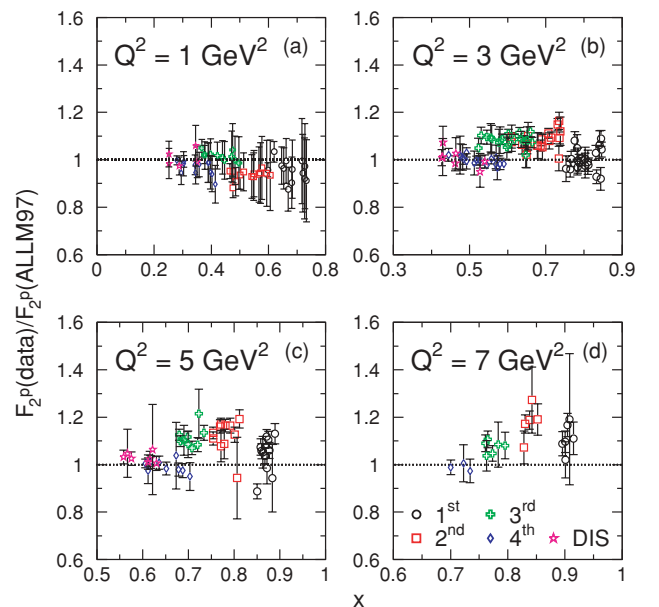 F₂ᵖ(data)/F₂ᵖ(ALLM97)
Q² = 1 GeV² (a)
1.6
1.4
1.2
1
0.8
0.6
0 0.2 0.4 0.6 0.8
Q² = 3 GeV² (b)
1.6
1.4
1.2
1
0.8
0.6
0.3 0.5 0.7 0.9
Q² = 5 GeV² (c)
1.6
1.4
1.2
1
0.8
0.6
0.5 0.6 0.7 0.8 0.9 1
Q² = 7 GeV² (d)
1.6
1.4
1.2
1
0.8
0.6
0.6 0.7 0.8 0.9 1
1ˢᵗ 3ʳᵈ
2ⁿᵈ 4ᵗʰ DIS
x